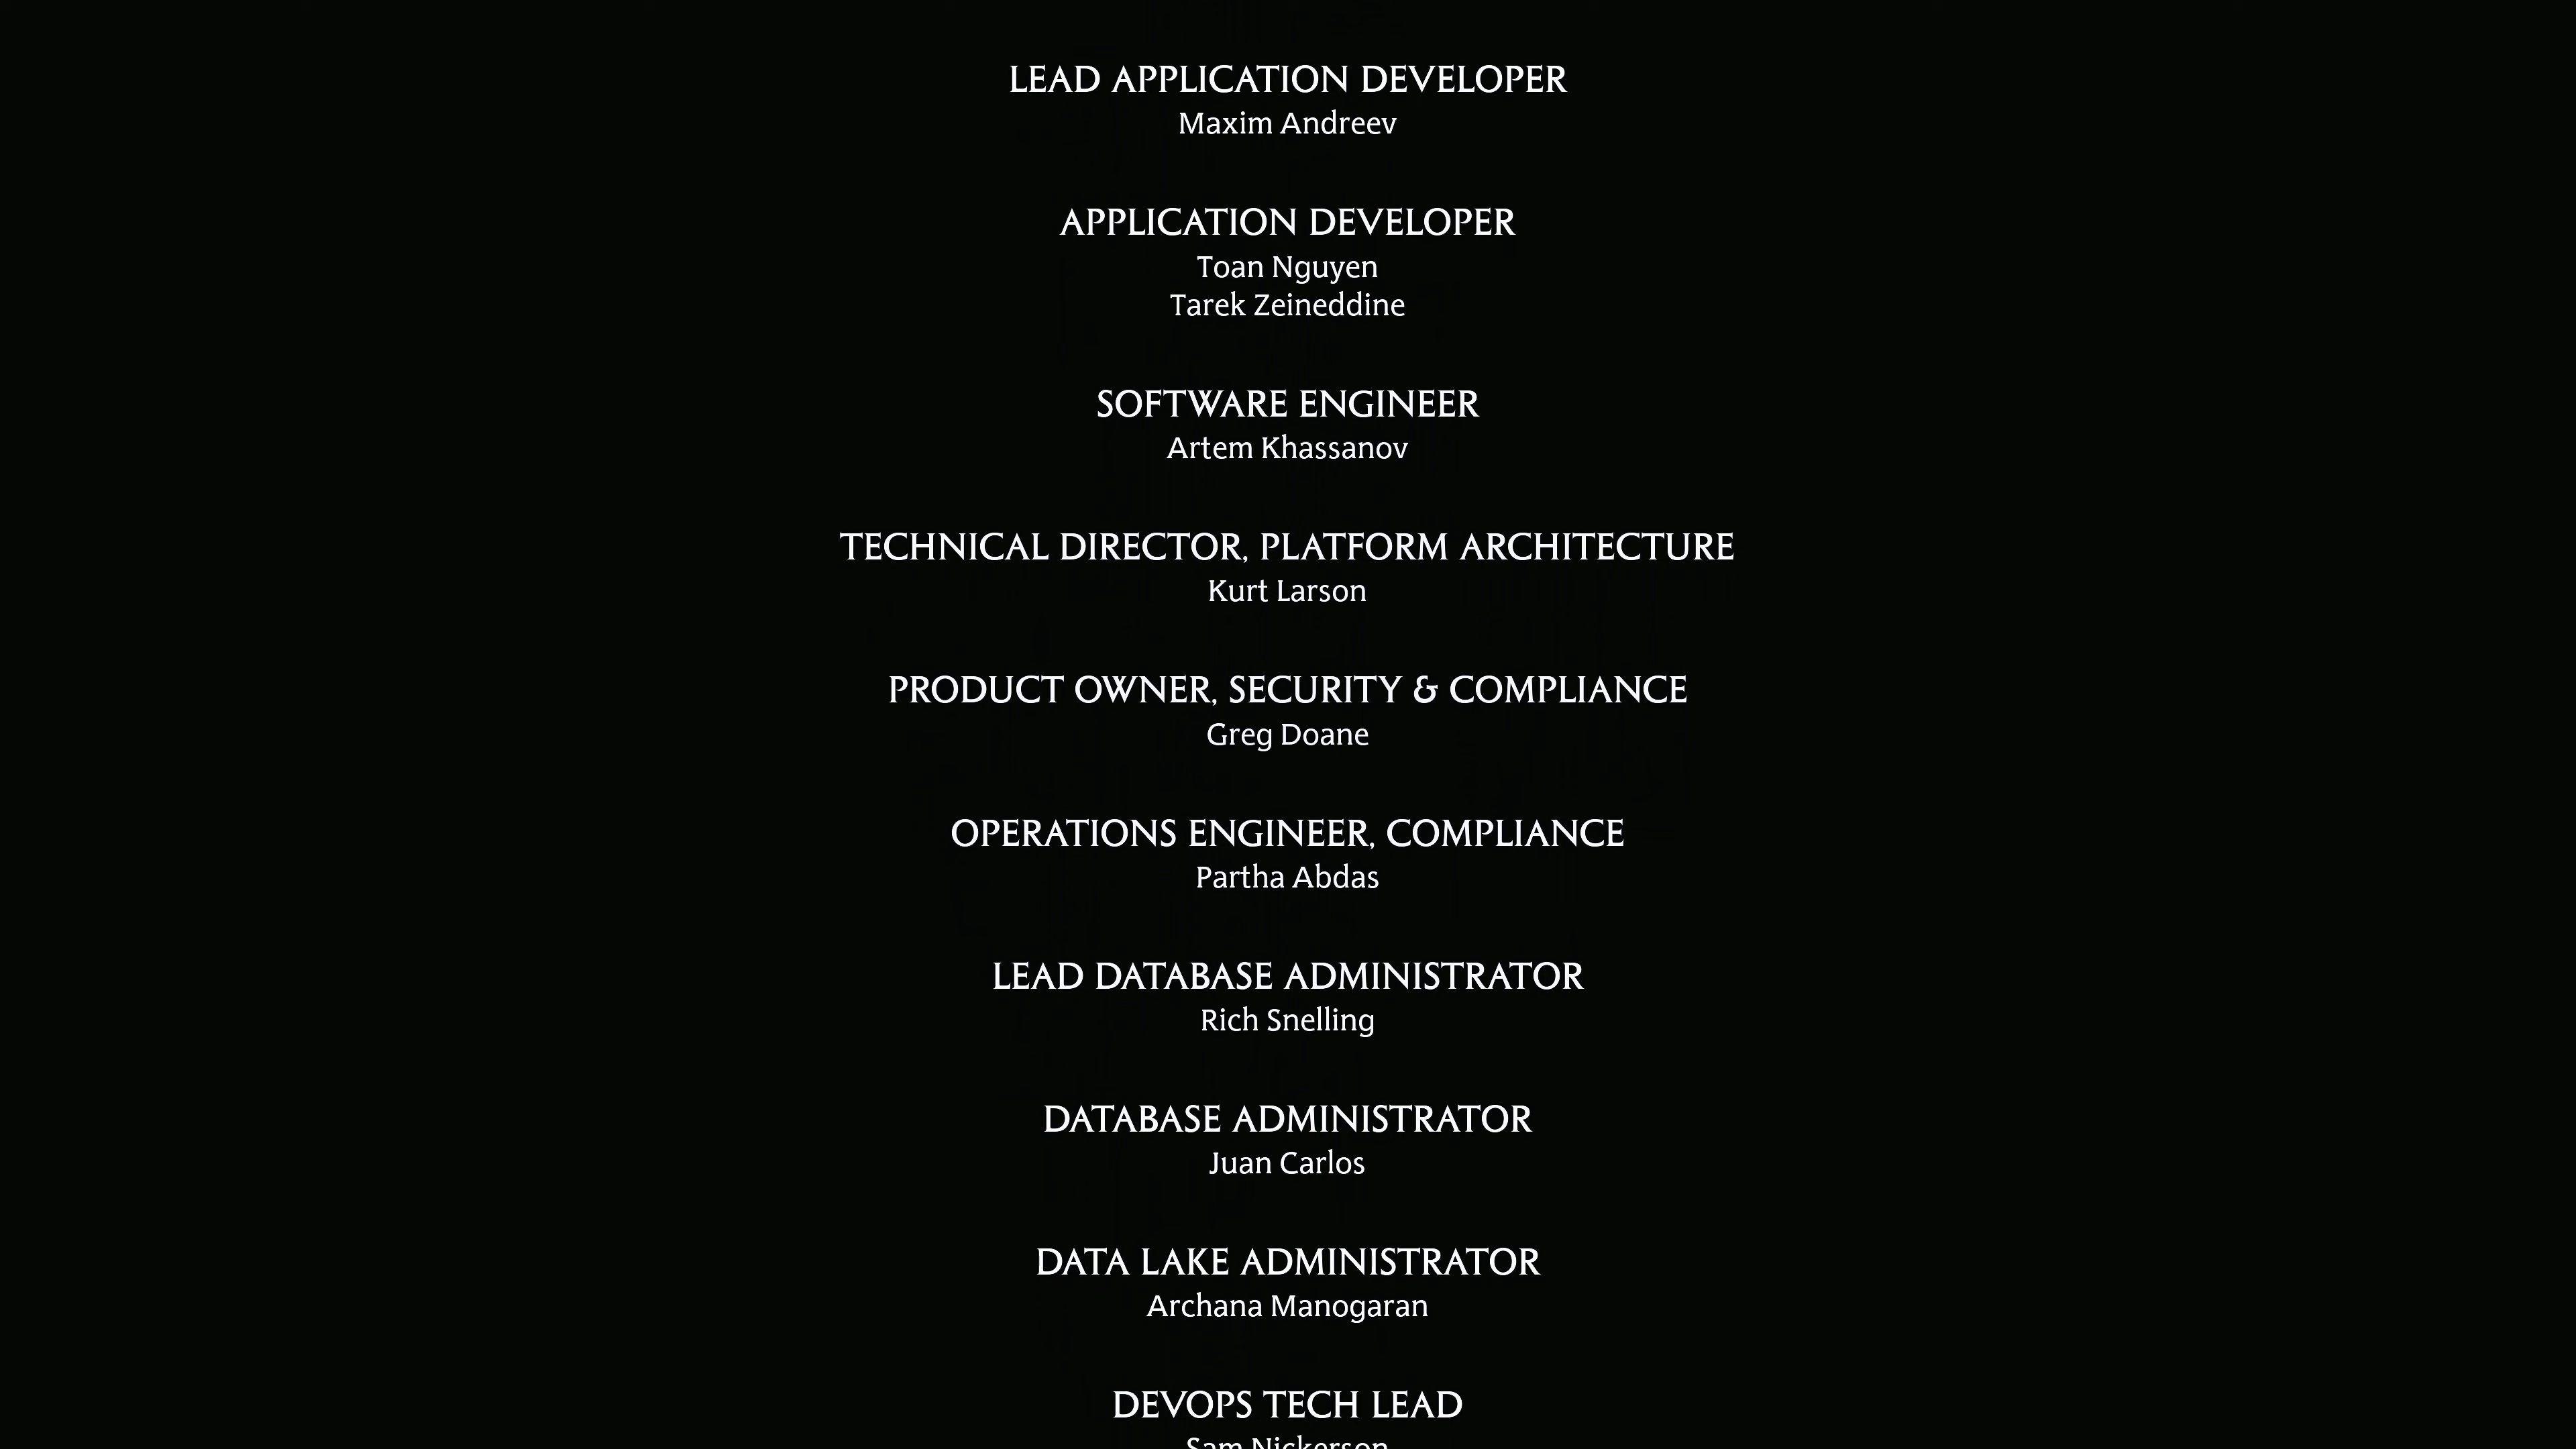 LEAD APPLICATION DEVELOPER
Maxim Andreev
APPLICATION DEVELOPER
Toan Nguyen
Tarek Zeineddine
SOFTWARE ENGINEER
Artem Khassanov
TECHNICAL DIRECTOR, PLATFORM ARCHITECTURE
Kurt Larson
PRODUCT OWNER, SECURITY & COMPLIANCE
Greg Doane
OPERATIONS ENGINEER, COMPLIANCE
Partha Abdas
LEAD DATABASE ADMINISTRATOR
Rich Snelling
DATABASE ADMINISTRATOR
Juan Carlos
DATA LAKE ADMINISTRATOR
Archana Manogaran
DEVOPS TECH LEAD
Sam Nickerson